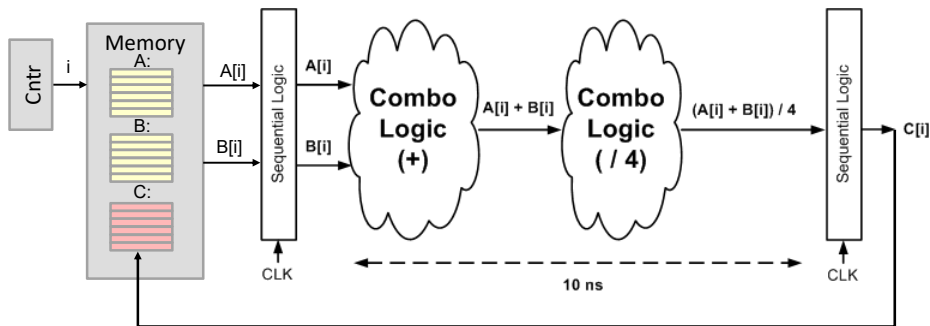 Cntr
i
Memory
A:
B:
C:
A[i]
B[i]
Sequential Logic
CLK
A[i]
B[i]
Combo
Logic
(+)
A[i] + B[i]
Combo
Logic
( / 4)
(A[i] + B[i]) / 4
Sequential Logic
CLK
C[i]
10 ns